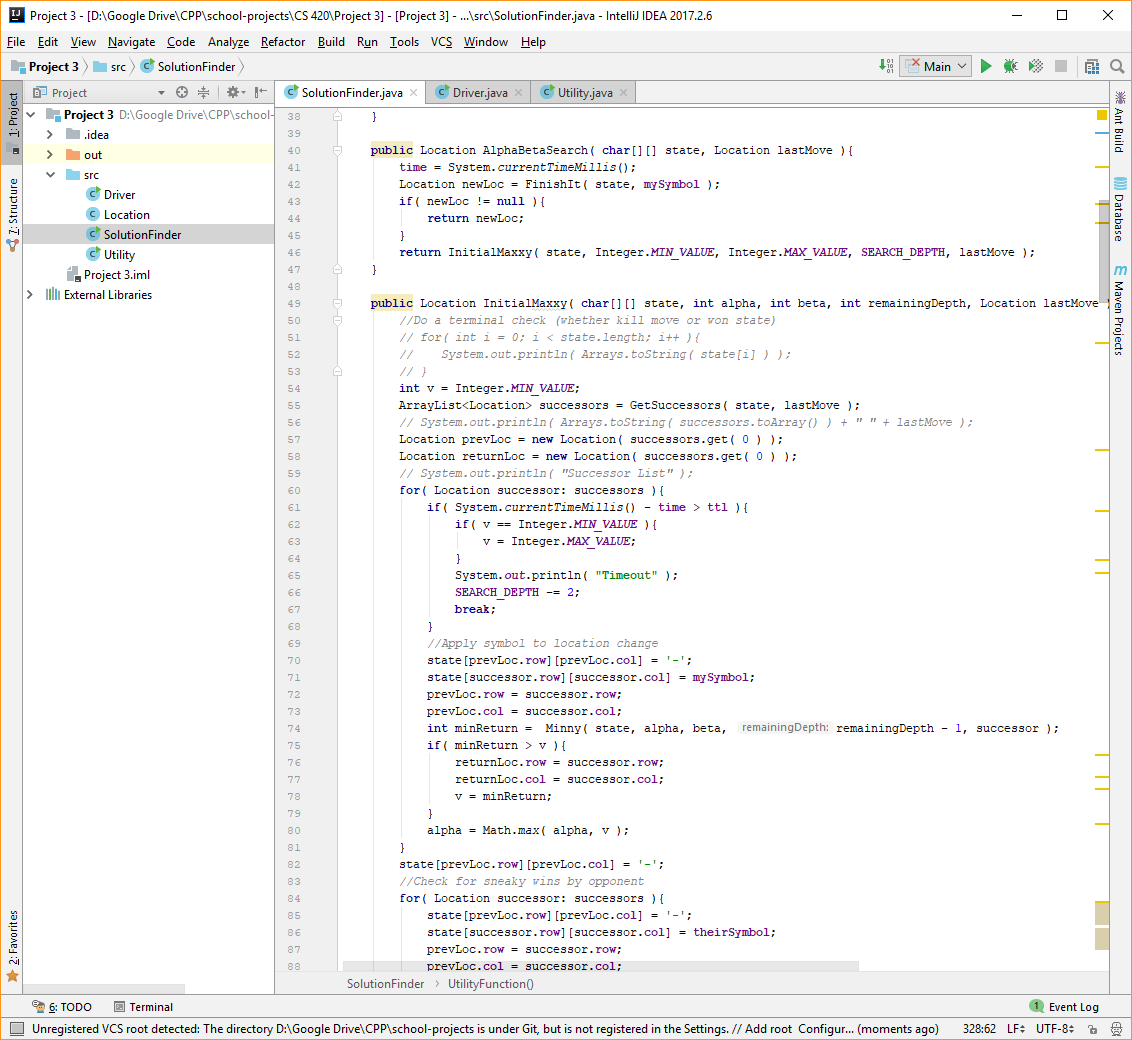 Project 3 - [D:\Google Drive\CPP\school-projects\CS 420\Project 3] - [Project 3] - ...\src\SolutionFinder.java - IntelliJ IDEA 2017.2.6
File Edit View Navigate Code Analyze Refactor Build Run Tools VCS Window Help
Project 3 src SolutionFinder Main
1: Project
7: Structure
2: Favorites
Project
Project 3 D:\Google Drive\CPP\school-
.idea
out
src
Driver
Location
SolutionFinder
Utility
Project 3.iml
External Libraries
SolutionFinder.java Driver.java Utility.java
38 }
39
40 public Location AlphaBetaSearch( char[][] state, Location lastMove ){
41 time = System.currentTimeMillis();
42 Location newLoc = FinishIt( state, mySymbol );
43 if( newLoc != null ){
44 return newLoc;
45 }
46 return InitialMaxxy( state, Integer.MIN_VALUE, Integer.MAX_VALUE, SEARCH_DEPTH, lastMove );
47 }
48
49 public Location InitialMaxxy( char[][] state, int alpha, int beta, int remainingDepth, Location lastMove )
50 //Do a terminal check (whether kill move or won state)
51 // for( int i = 0; i < state.length; i++ ){
52 // System.out.println( Arrays.toString( state[i] ) );
53 // }
54 int v = Integer.MIN_VALUE;
55 ArrayList<Location> successors = GetSuccessors( state, lastMove );
56 // System.out.println( Arrays.toString( successors.toArray() ) + " " + lastMove );
57 Location prevLoc = new Location( successors.get( 0 ) );
58 Location returnLoc = new Location( successors.get( 0 ) );
59 // System.out.println( "Successor List" );
60 for( Location successor: successors ){
61 if( System.currentTimeMillis() - time > ttl ){
62 if( v == Integer.MIN_VALUE ){
63 v = Integer.MAX_VALUE;
64 }
65 System.out.println( "Timeout" );
66 SEARCH_DEPTH -= 2;
67 break;
68 }
69 //Apply symbol to location change
70 state[prevLoc.row][prevLoc.col] = '-';
71 state[successor.row][successor.col] = mySymbol;
72 prevLoc.row = successor.row;
73 prevLoc.col = successor.col;
74 int minReturn = Minny( state, alpha, beta, remainingDepth: remainingDepth - 1, successor );
75 if( minReturn > v ){
76 returnLoc.row = successor.row;
77 returnLoc.col = successor.col;
78 v = minReturn;
79 }
80 alpha = Math.max( alpha, v );
81 }
82 state[prevLoc.row][prevLoc.col] = '-';
83 //Check for sneaky wins by opponent
84 for( Location successor: successors ){
85 state[prevLoc.row][prevLoc.col] = '-';
86 state[successor.row][successor.col] = theirSymbol;
87 prevLoc.row = successor.row;
88 prevLoc.col = successor.col;
SolutionFinder UtilityFunction()
Ant Build
Database
Maven Projects
6: TODO Terminal 1 Event Log
Unregistered VCS root detected: The directory D:\Google Drive\CPP\school-projects is under Git, but is not registered in the Settings. // Add root Configur... (moments ago) 328:62 LF UTF-8